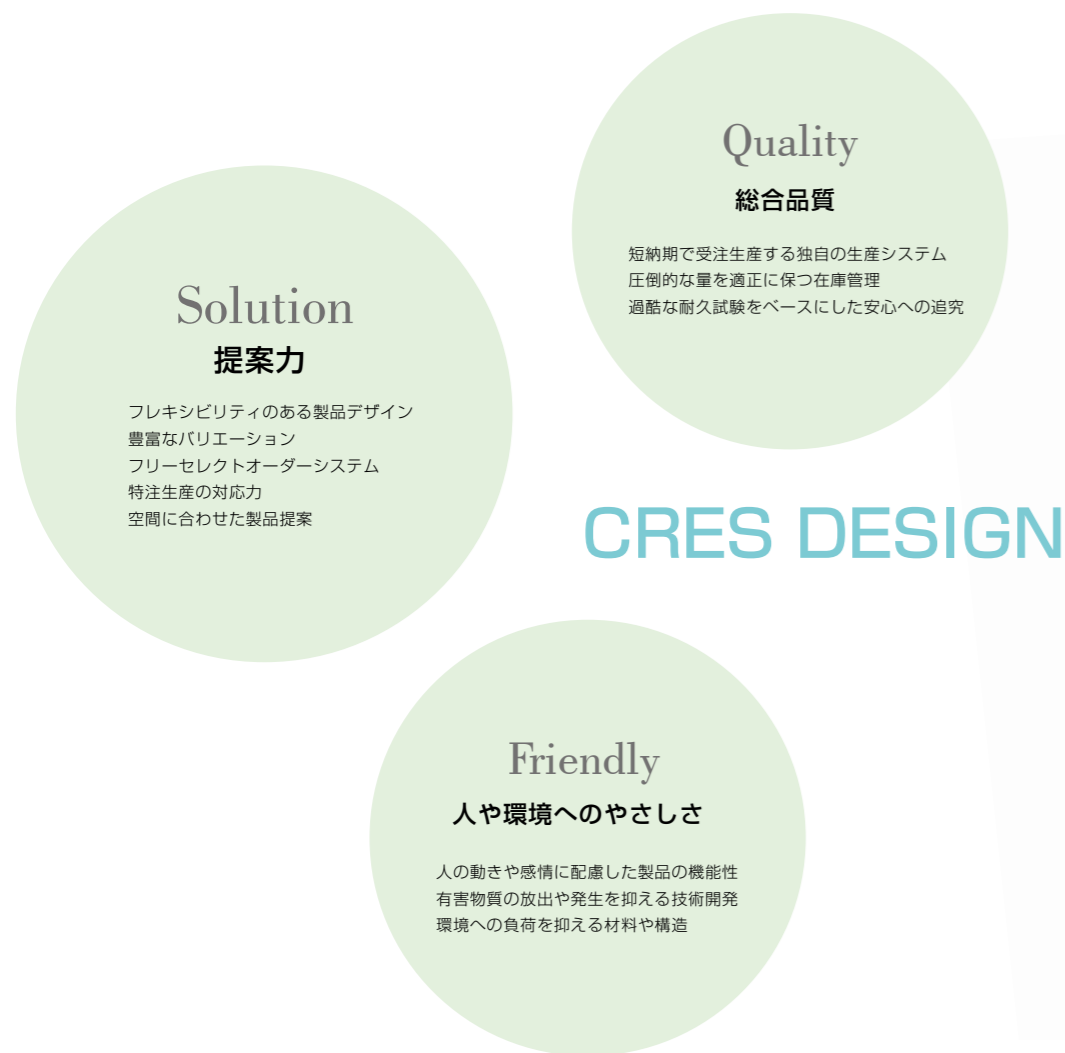 Quality
総合品質
短納期で受注生産する独自の生産システム
圧倒的な量を適正に保つ在庫管理
過酷な耐久試験をベースにした安心への追究
Solution
提案力
フレキシビリティのある製品デザイン
豊富なバリエーション
フリーセレクトオーダーシステム
特注生産の対応力
空間に合わせた製品提案
CRES DESIGN
Friendly
人や環境へのやさしさ
人の動きや感情に配慮した製品の機能性
有害物質の放出や発生を抑える技術開発
環境への負荷を抑える材料や構造